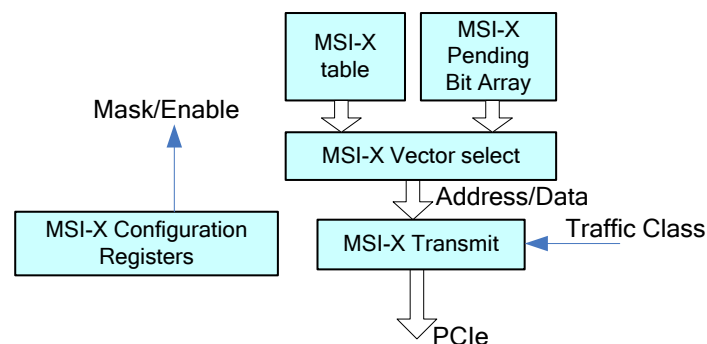 MSI-X
table
MSI-X
Pending
Bit Array
Mask/Enable
MSI-X Vector select
Address/Data
MSI-X Configuration
Registers
MSI-X Transmit
Traffic Class
PCIe